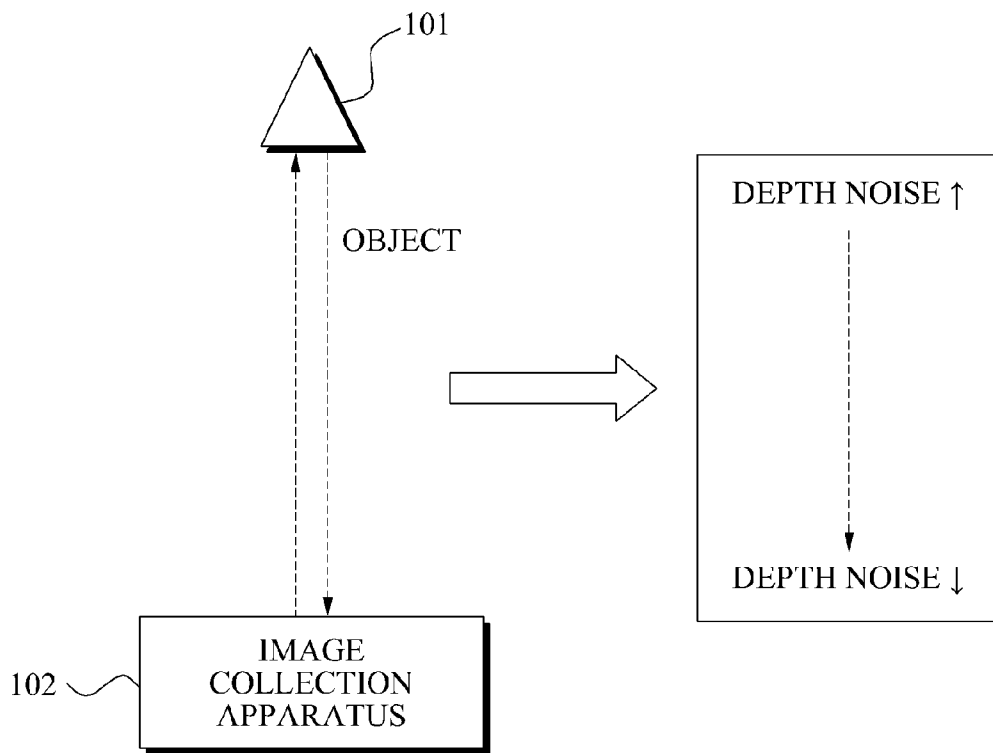 101
OBJECT
DEPTH NOISE ↑
DEPTH NOISE ↓
102
IMAGE
COLLECTION
APPARATUS